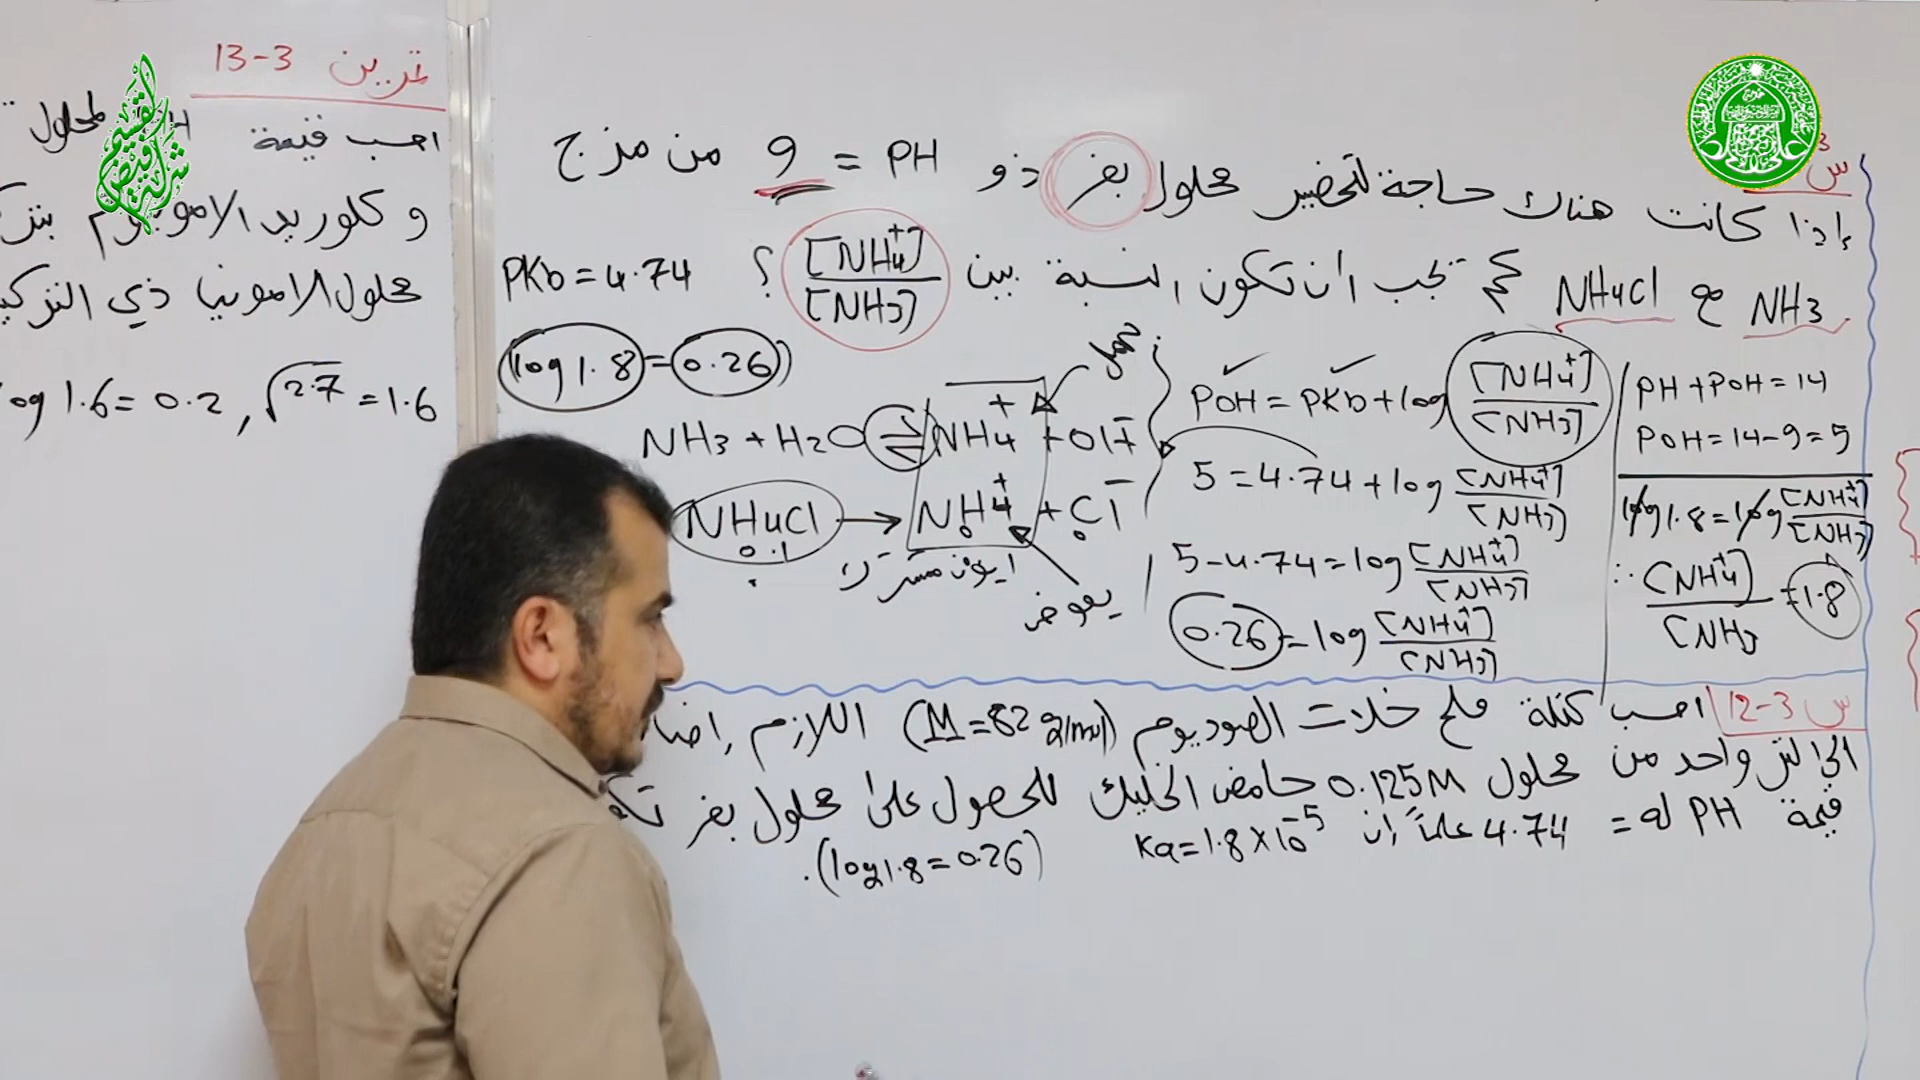 إذا كانت هناك حاجة لتحضير محلول بفر ذو PH = 9 من مزج
NH3 مع NH4Cl كم يجب ان تكون النسبة بين [NH4+]/[NH3] ؟ PKb = 4.74
(log 1.8 = 0.26)
NH3 + H2O ⇌ NH4+ + OH-
NH4Cl → NH4+ + Cl-
0.1
ايون مشترك
يهمل
يعوض
POH = PKb + log [NH4+]/[NH3]
5 = 4.74 + log [NH4+]/[NH3]
5 - 4.74 = log [NH4+]/[NH3]
0.26 = log [NH4+]/[NH3]
PH + POH = 14
POH = 14 - 9 = 5
log 1.8 = log [NH4+]/[NH3]
∴ [NH4+]/[NH3] = 1.8
س 3-12 احسب كتلة ملح خلات الصوديوم (M = 82 g/mol) اللازم
الى لتر واحد من محلول 0.125M حامض الخليك للحصول على محلول بفر
قيمة PH له = 4.74 علماً ان Ka = 1.8 × 10-5
(log 1.8 = 0.26).
تمرين 3-13
احسب قيمة لمحلول
و كلوريد الامونيوم
محلول الامونيا ذي
log 1.6 = 0.2 , √2.7 = 1.6